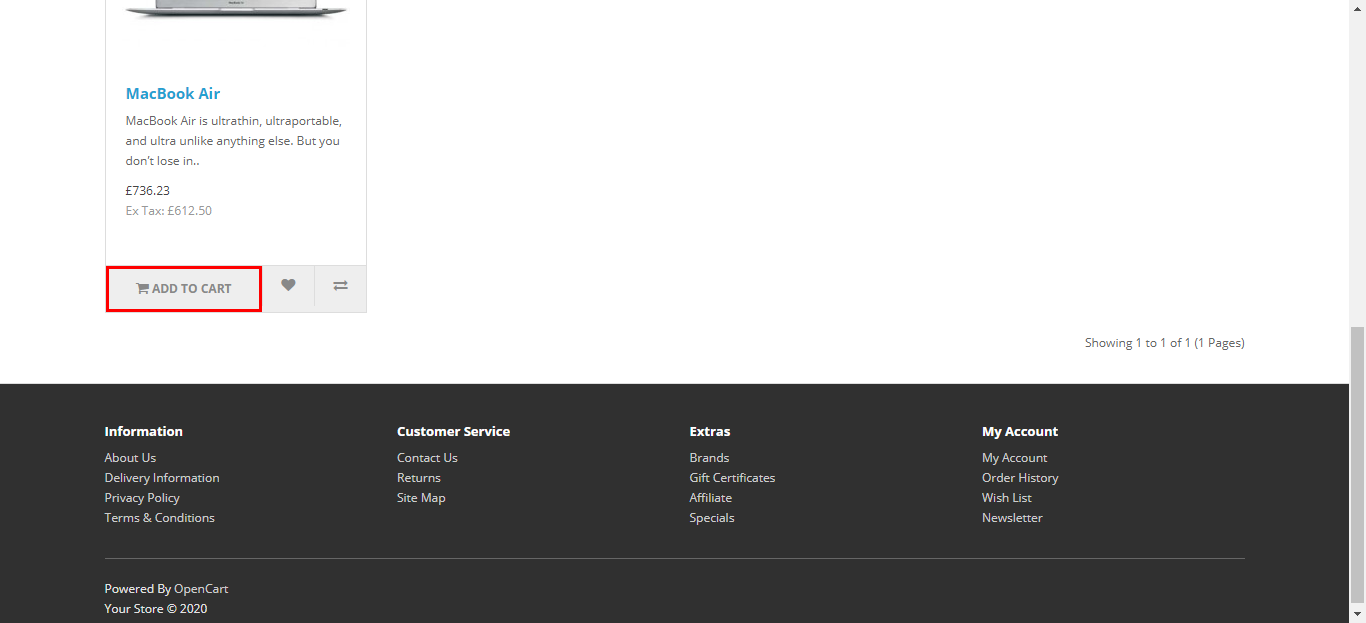 MacBook Air
MacBook Air is ultrathin, ultraportable,
and ultra unlike anything else. But you
don’t lose in..
£736.23
Ex Tax: £612.50
ADD TO CART
Showing 1 to 1 of 1 (1 Pages)
Information
About Us
Delivery Information
Privacy Policy
Terms & Conditions
Customer Service
Contact Us
Returns
Site Map
Extras
Brands
Gift Certificates
Affiliate
Specials
My Account
My Account
Order History
Wish List
Newsletter
Powered By OpenCart
Your Store © 2020